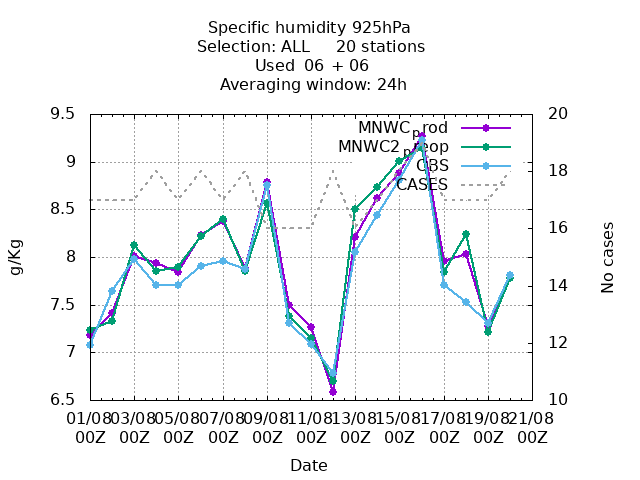 Specific humidity 925hPa
Selection: ALL 20 stations
Used 06 + 06
Averaging window: 24h
9.5
9
8.5
8
7.5
7
6.5
g/Kg
20
18
16
14
12
10
No cases
MNWC_prod
MNWC2_preop
OBS
CASES
01/08 03/08 05/08 07/08 09/08 11/08 13/08 15/08 17/08 19/08 21/08
00Z 00Z 00Z 00Z 00Z 00Z 00Z 00Z 00Z 00Z 00Z
Date